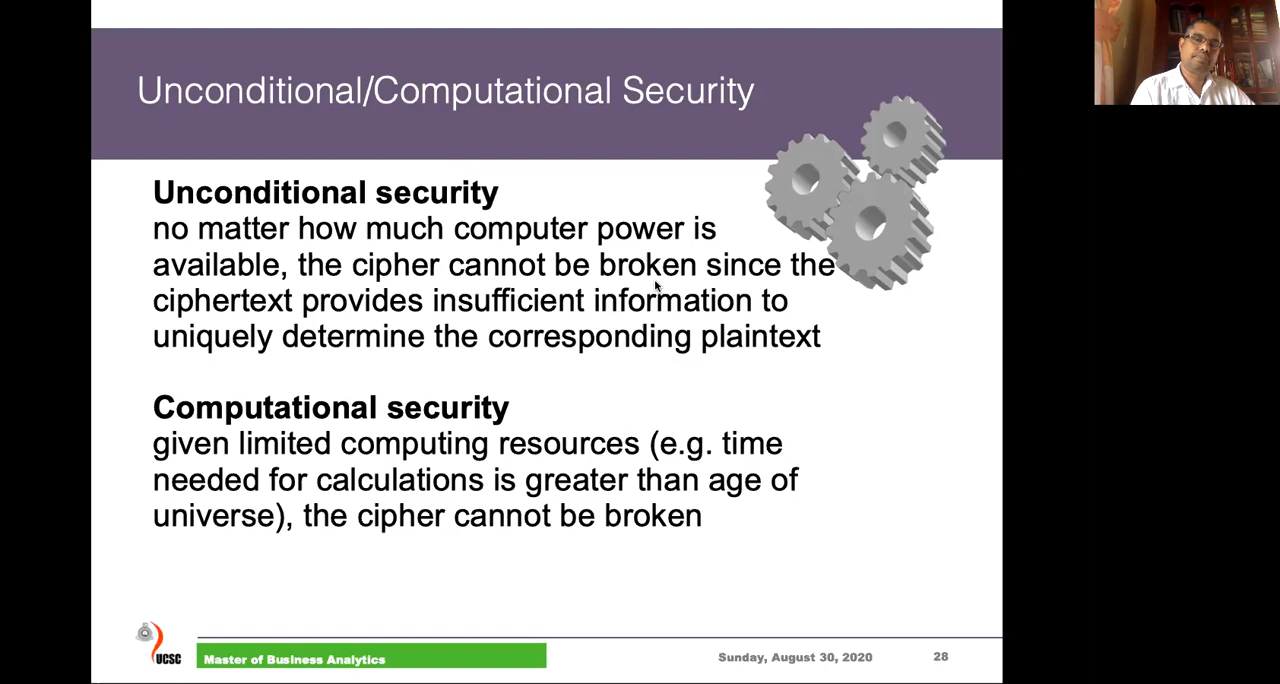 Unconditional/Computational Security
Unconditional security
no matter how much computer power is
available, the cipher cannot be broken since the
ciphertext provides insufficient information to
uniquely determine the corresponding plaintext
Computational security
given limited computing resources (e.g. time
needed for calculations is greater than age of
universe), the cipher cannot be broken
UCSC
Master of Business Analytics
Sunday, August 30, 2020
28